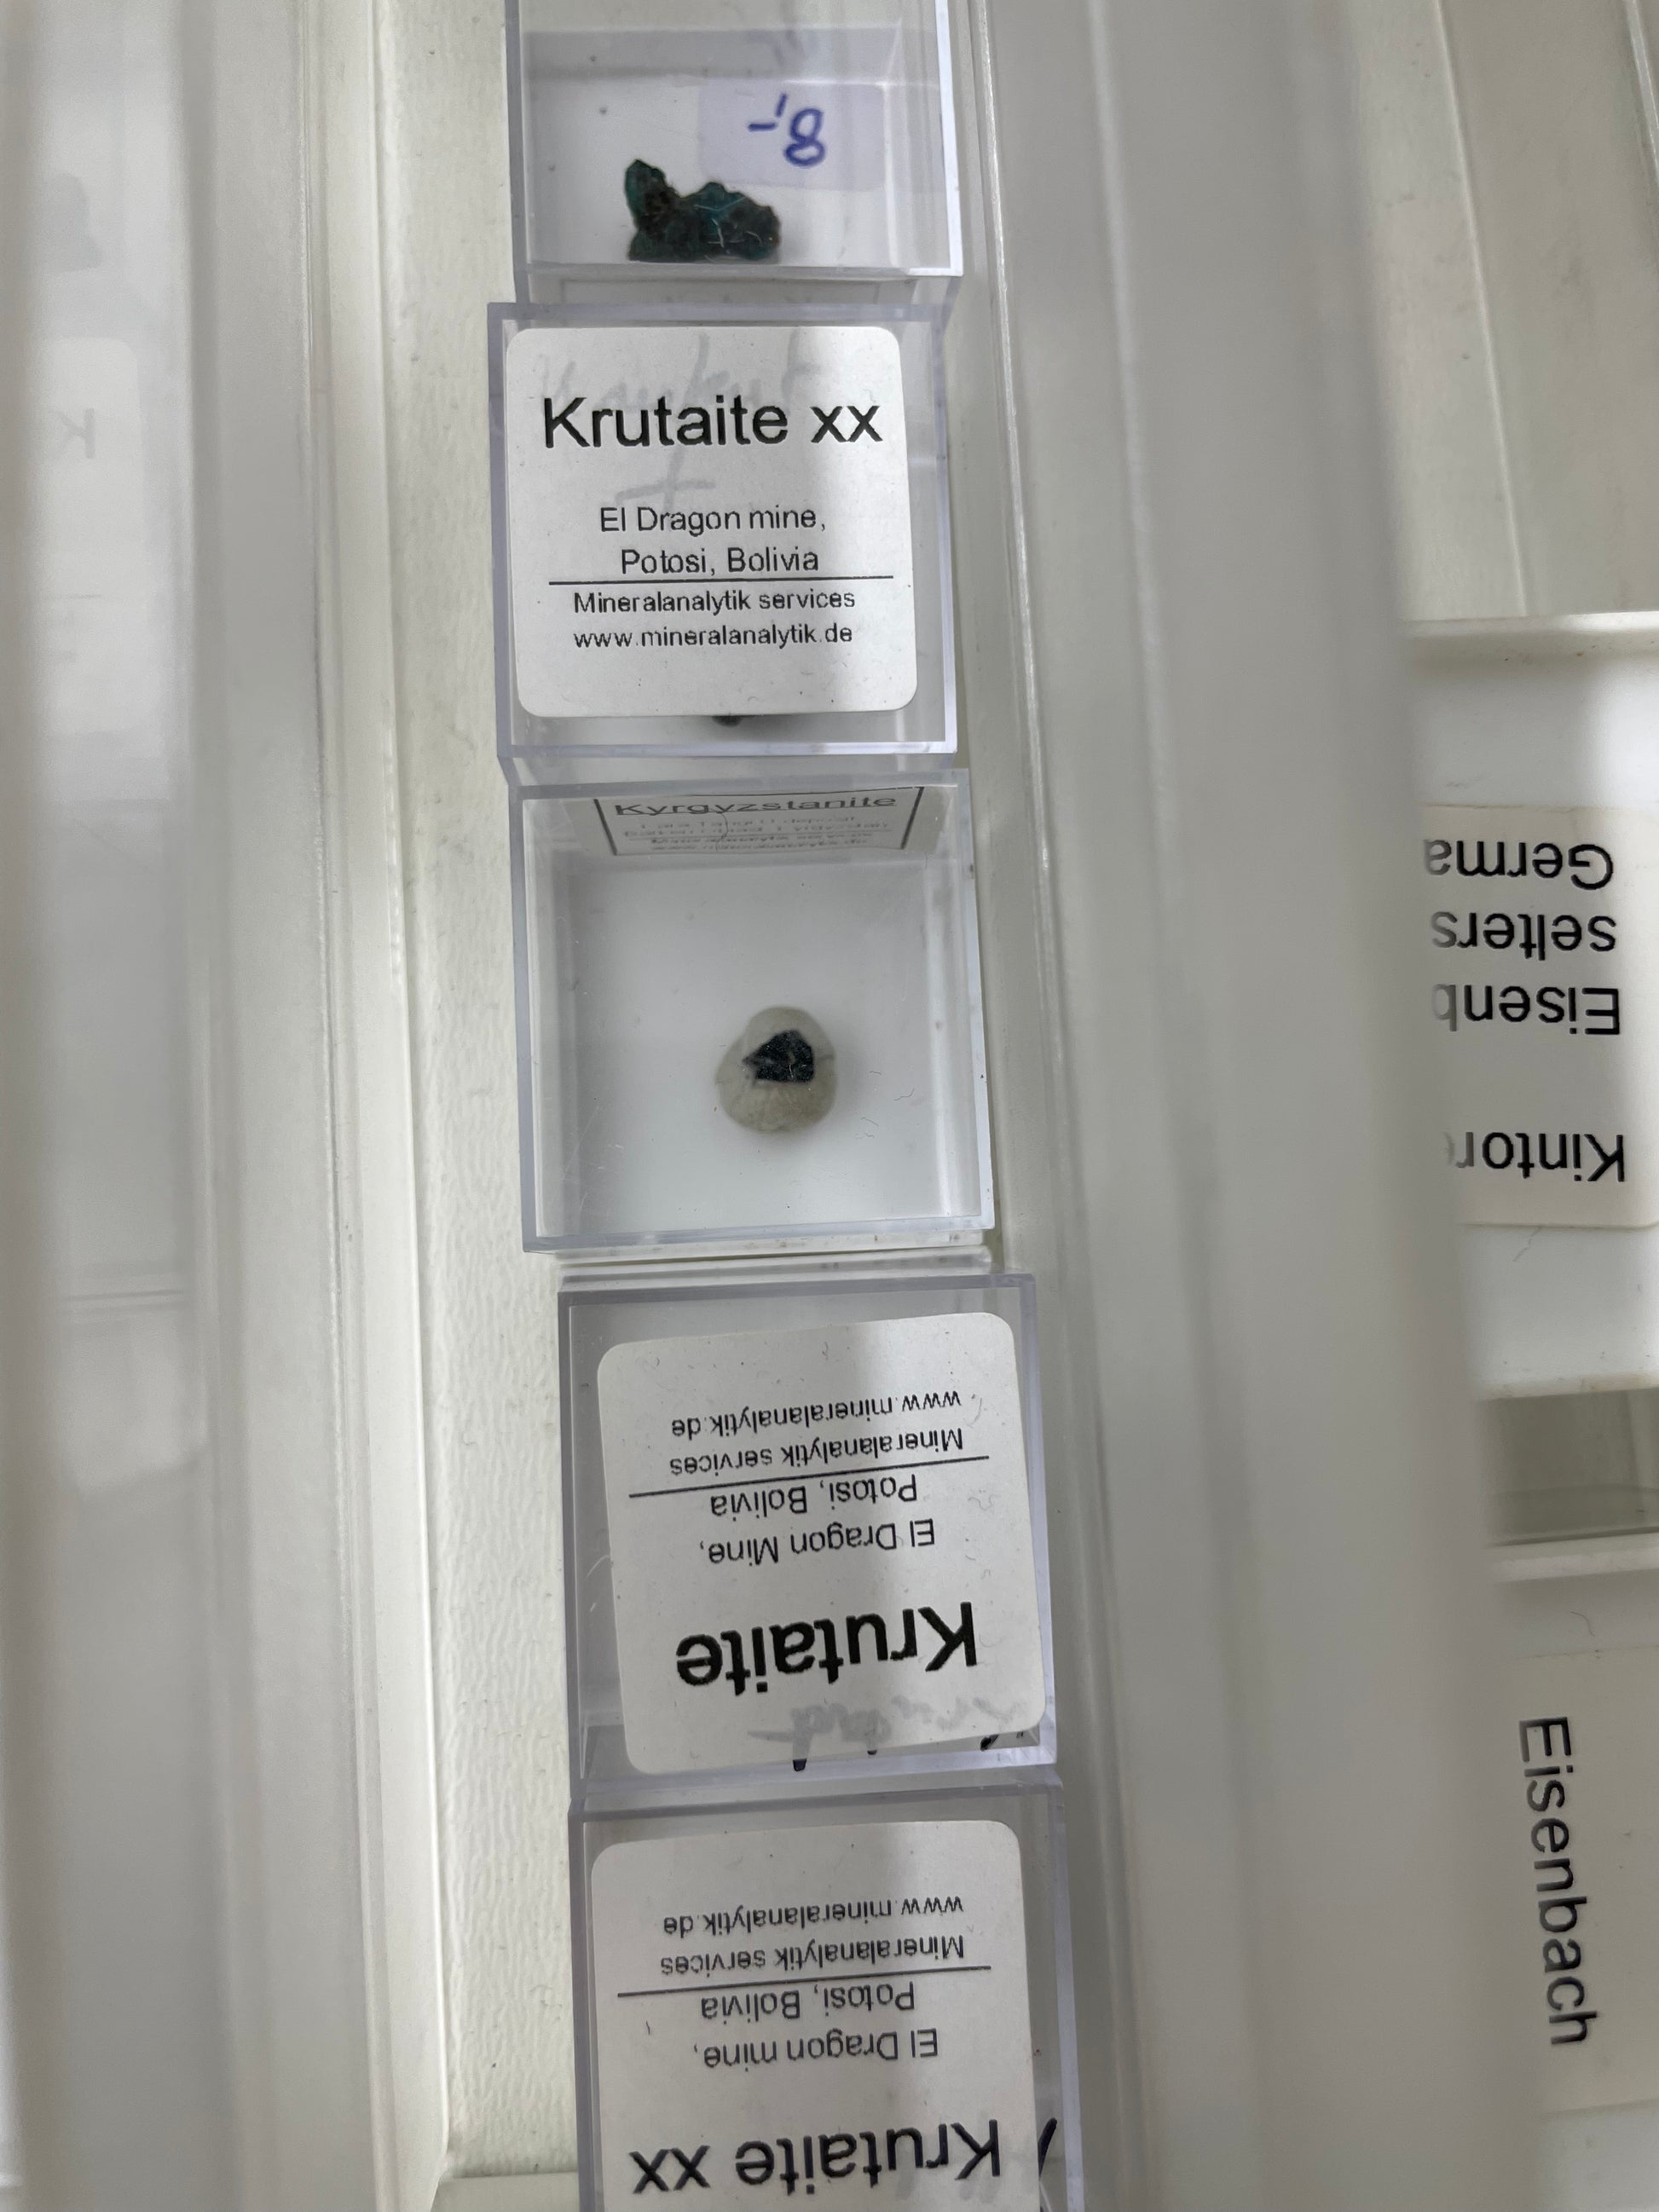 8,-
Krutaite xx
El Dragon mine,
Potosi, Bolivia
Mineralanalytik services
www.mineralanalytik.de
Kyrgyzstanite
Krutaite
El Dragon Mine,
Potosi, Bolivia
Mineralanalytik services
www.mineralanalytik.de
Krutaite xx
El Dragon mine,
Potosi, Bolivia
Mineralanalytik services
www.mineralanalytik.de
Kintor
Eisenb
selters
Germa
Eisenbach